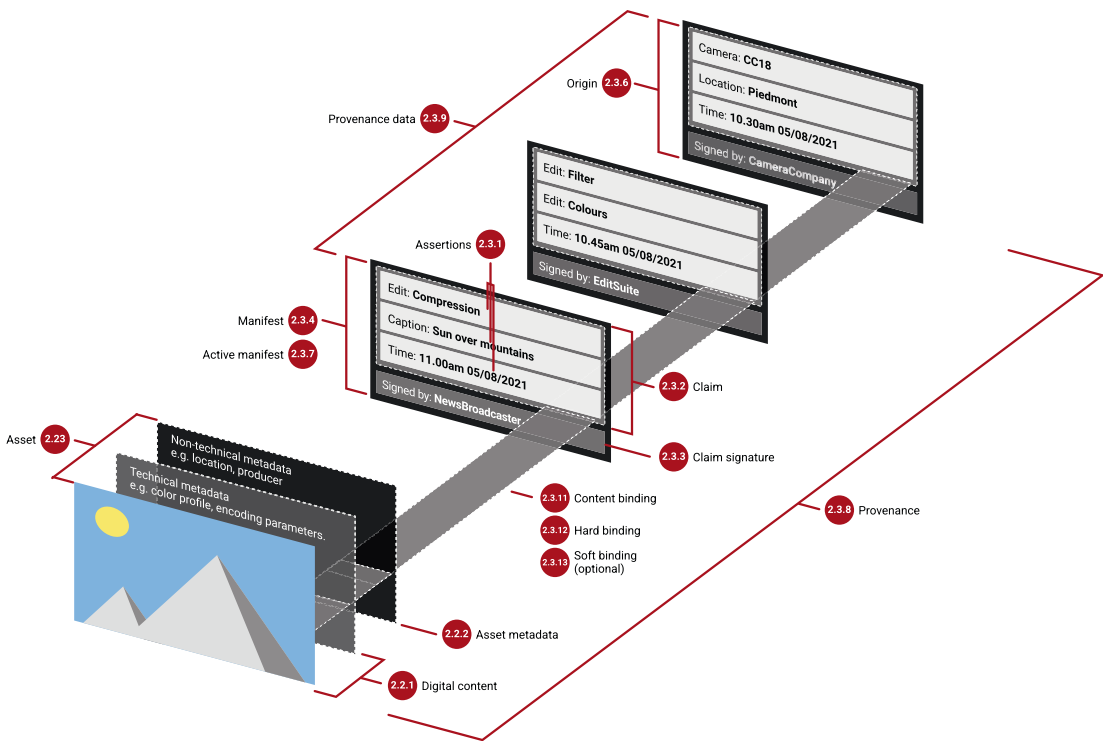 Camera: CC18
Location: Piedmont
Time: 10.30am 05/08/2021
Signed by: CameraCompany
Origin 2.3.6
Provenance data 2.3.9
Edit: Filter
Edit: Colours
Time: 10.45am 05/08/2021
Signed by: EditSuite
Assertions 2.3.1
Edit: Compression
Caption: Sun over mountains
Time: 11.00am 05/08/2021
Signed by: NewsBroadcaster
Manifest 2.3.4
Active manifest 2.3.7
2.3.2 Claim
2.3.3 Claim signature
Asset 2.23
Non-technical metadata
e.g. location, producer
Technical metadata
e.g. color profile, encoding parameters.
2.3.11 Content binding
2.3.12 Hard binding
2.3.13 Soft binding
(optional)
2.3.8 Provenance
2.2.2 Asset metadata
2.2.1 Digital content